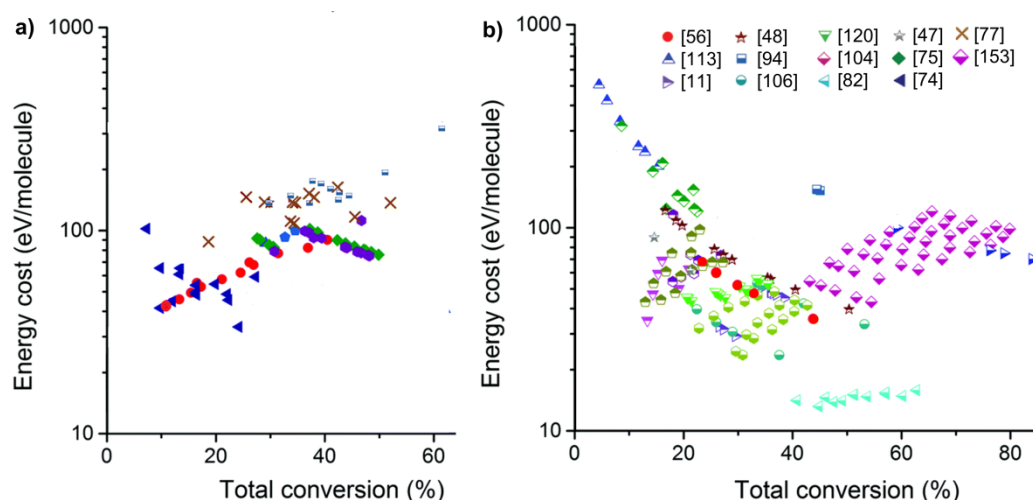 a)
1000
100
10
0 20 40 60
Energy cost (eV/molecule)
Total conversion (%)
b)
[56] [48] [120] [47] [77]
[113] [94] [104] [75] [153]
[11] [106] [82] [74]
1000
100
10
0 20 40 60 80
Energy cost (eV/molecule)
Total conversion (%)